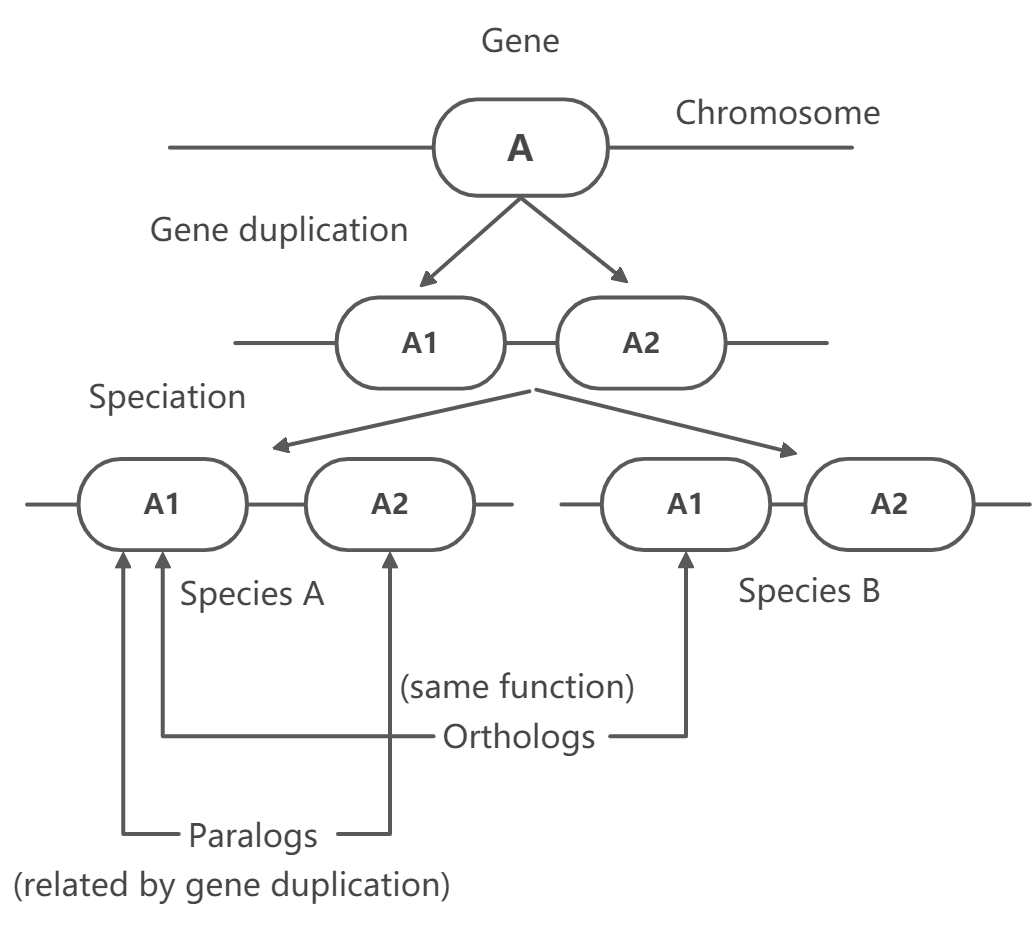 Gene
Chromosome
A
Gene duplication
A1
A2
Speciation
A1
A2
A1
A2
Species A
Species B
(same function)
Orthologs
Paralogs
(related by gene duplication)